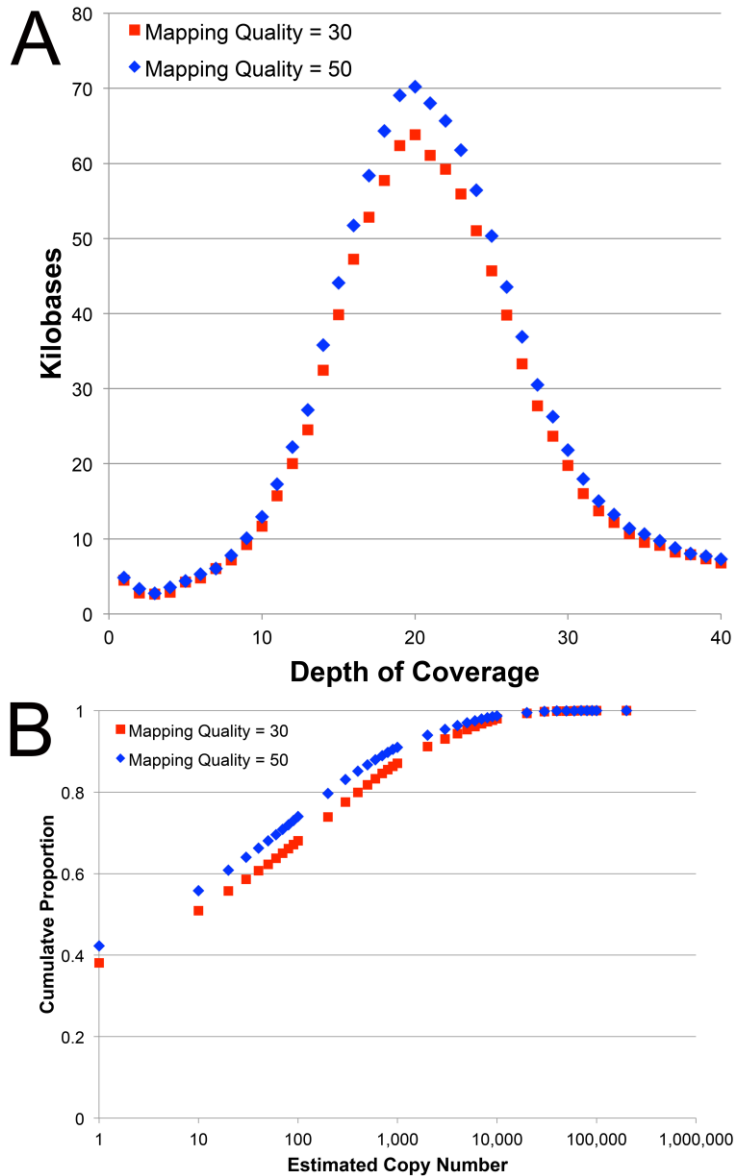 A
Mapping Quality = 30
Mapping Quality = 50
80
70
60
50
40
30
20
10
0
Kilobases
0 10 20 30 40
Depth of Coverage
B
Mapping Quality = 30
Mapping Quality = 50
1
0.8
0.6
0.4
0.2
0
Cumulatve Proportion
1 10 100 1,000 10,000 100,000 1,000,000
Estimated Copy Number